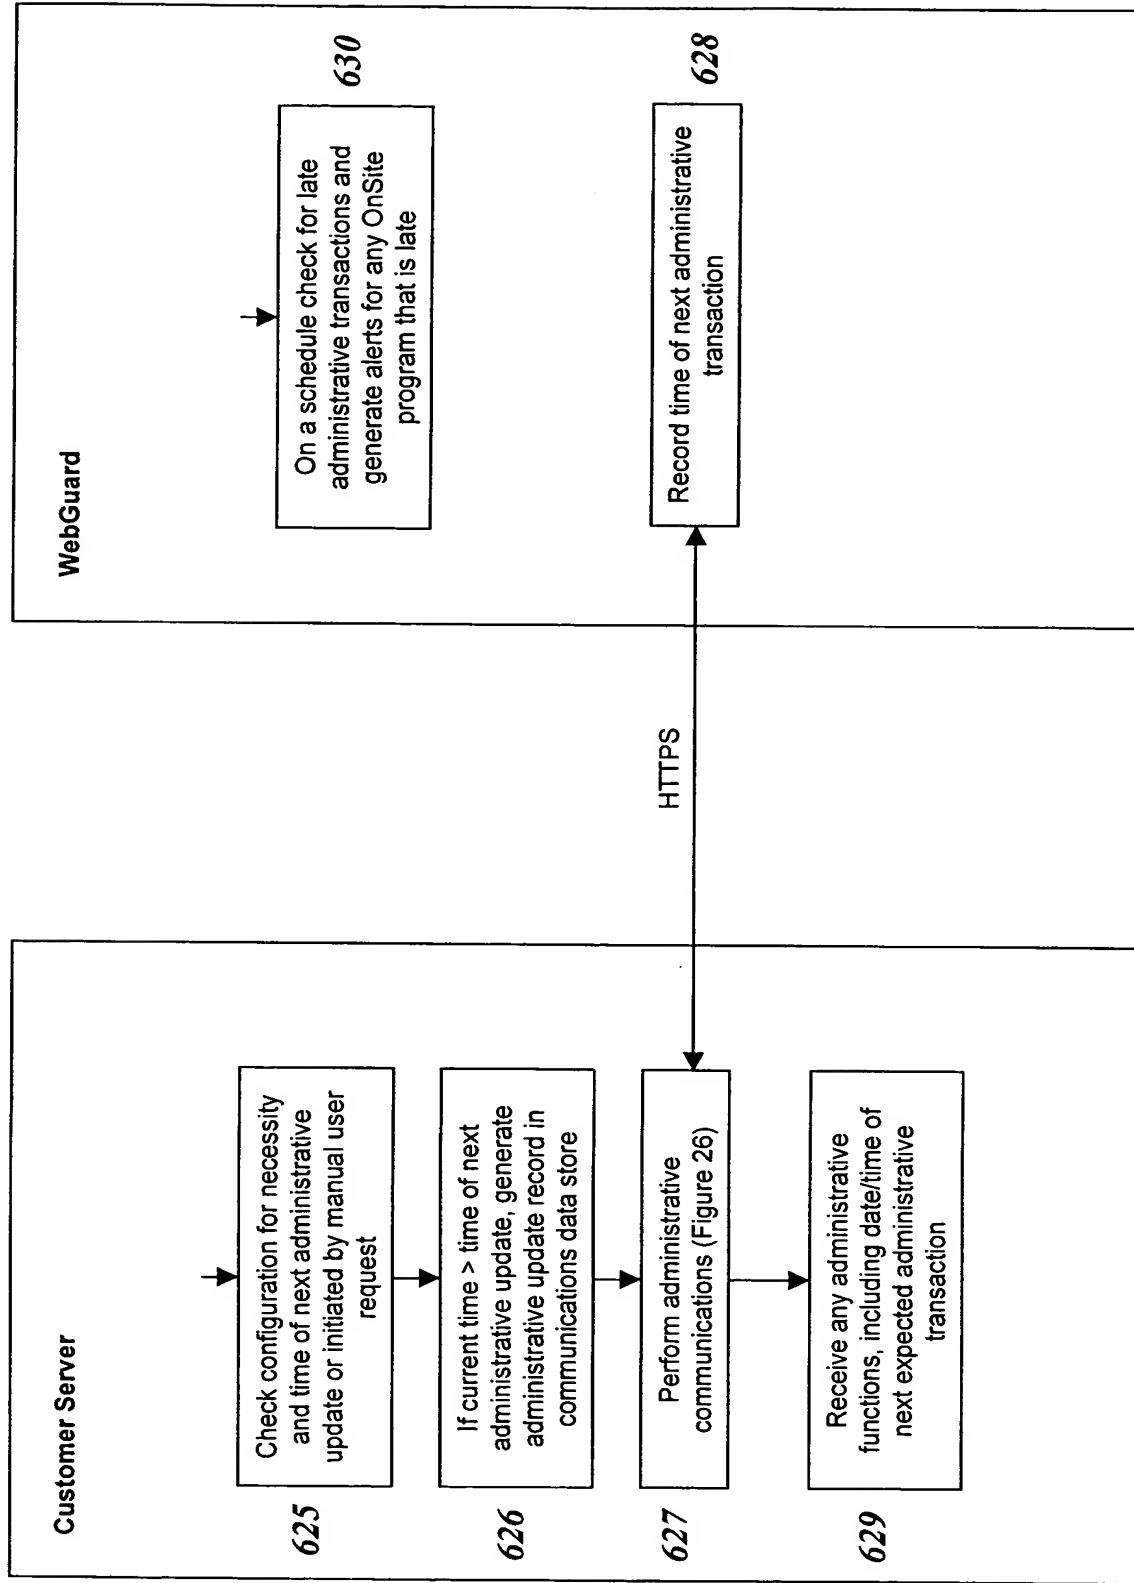 Customer Server
625
Check configuration for necessity
and time of next administrative
update or initiated by manual user
request
626
If current time > time of next
administrative update, generate
administrative update record in
communications data store
627
Perform administrative
communications (Figure 26)
629
Receive any administrative
functions, including date/time of
next expected administrative
transaction
HTTPS
WebGuard
On a schedule check for late
administrative transactions and
generate alerts for any OnSite
program that is late
630
Record time of next administrative
transaction
628